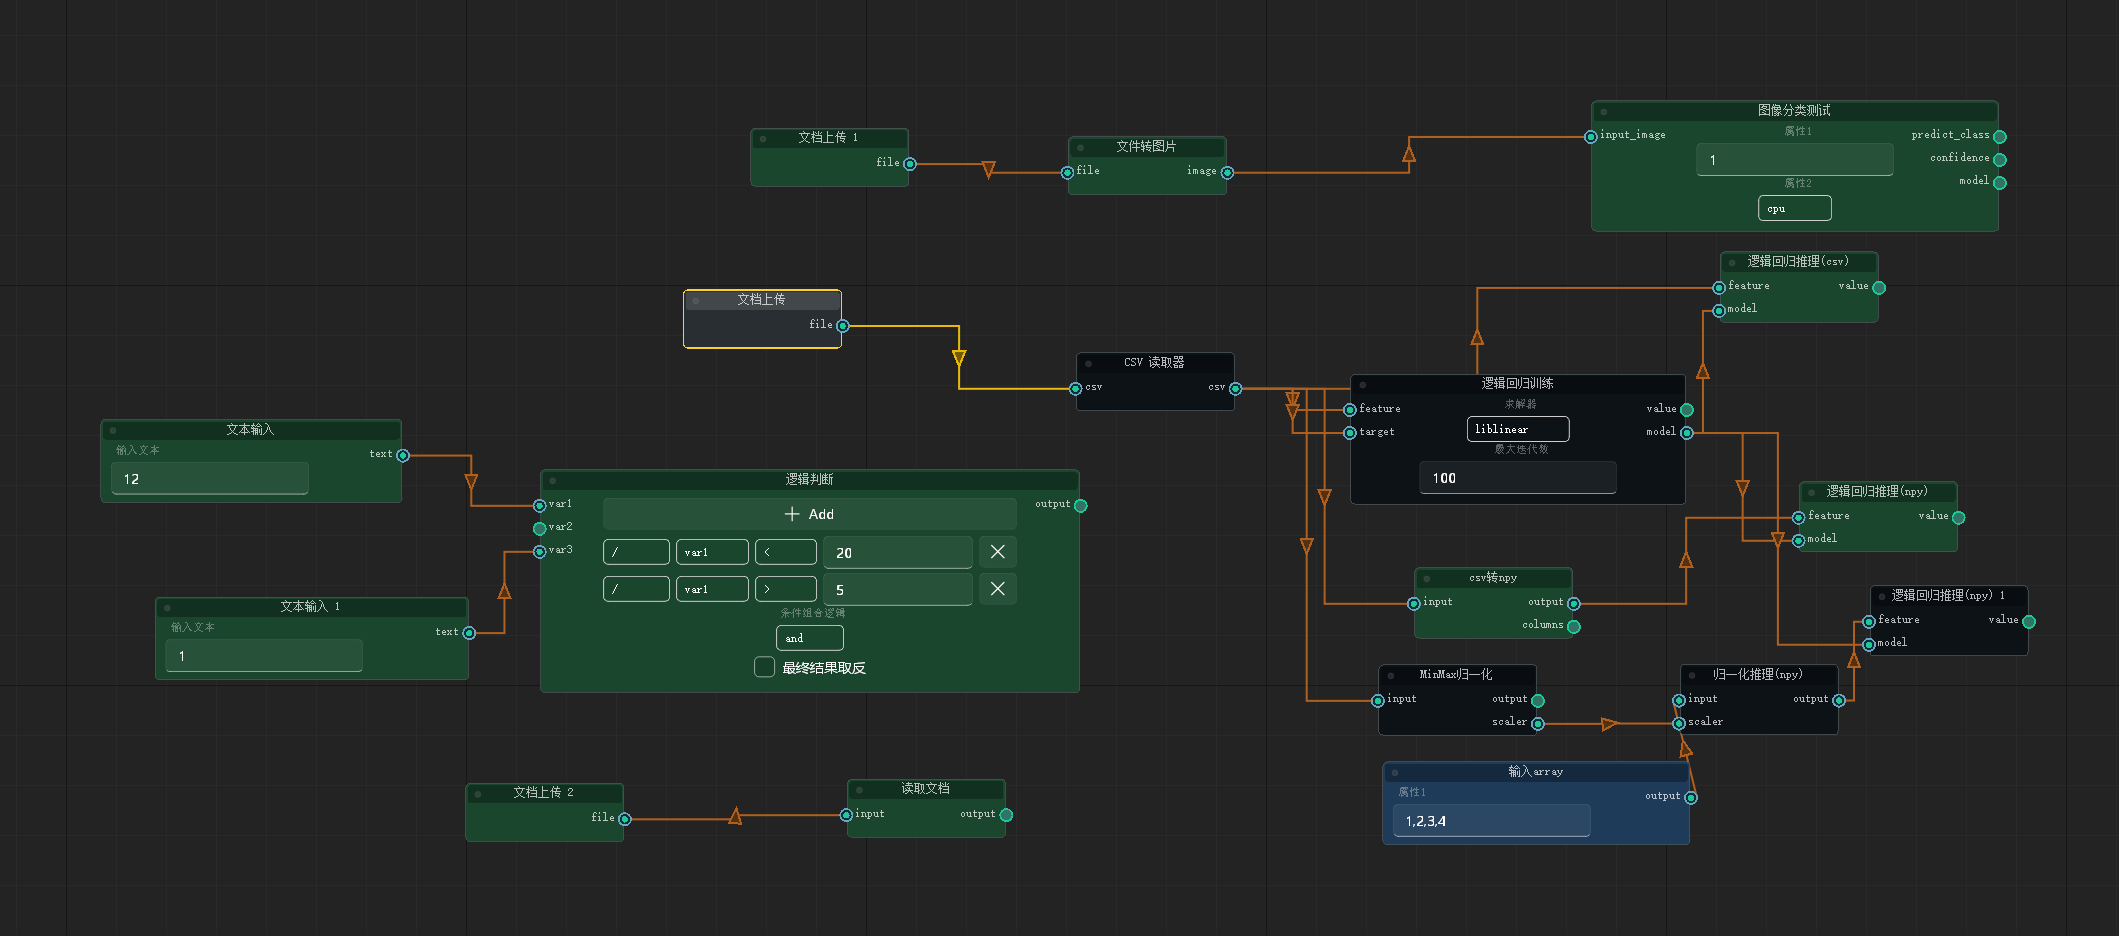 文档上传 1
file
文件转图片
file
image
图像分类测试
input_image
属性1
1
属性2
cpu
predict_class
confidence
model
逻辑回归推理(csv)
feature
model
value
文档上传
file
CSV 读取器
csv
csv
逻辑回归训练
feature
target
求解器
liblinear
最大迭代数
100
value
model
文本输入
输入文本
12
text
逻辑判断
var1
var2
var3
+ Add
/ var1 < 20
/ var1 > 5
条件组合逻辑
and
最终结果取反
output
逻辑回归推理(npy)
feature
model
value
csv转npy
input
output
columns
逻辑回归推理(npy) 1
feature
model
value
文本输入 1
输入文本
1
text
MinMax归一化
input
output
scaler
归一化推理(npy)
input
scaler
output
输入array
属性1
1,2,3,4
output
文档上传 2
file
读取文档
input
output